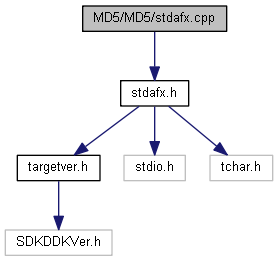 MD5/MD5/stdafx.cpp
stdafx.h
targetver.h
stdio.h
tchar.h
SDKDDKVer.h